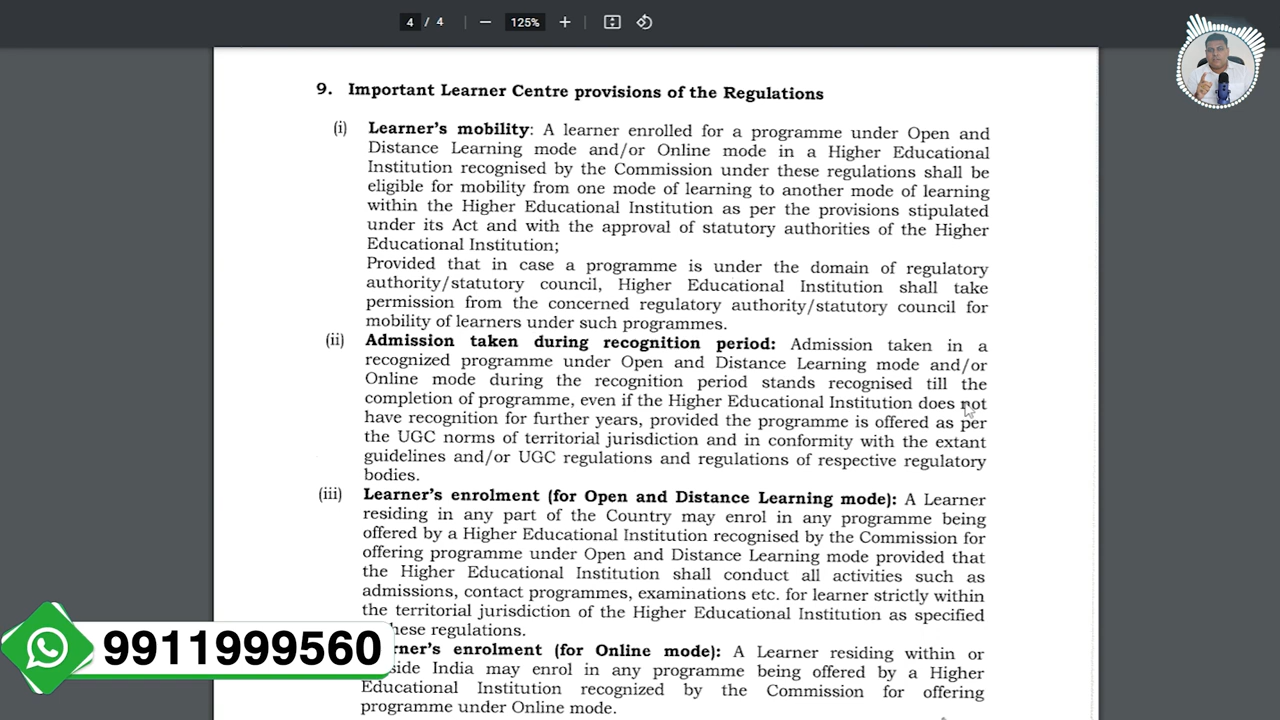 4 / 4
125%
9. Important Learner Centre provisions of the Regulations
(i) Learner's mobility: A learner enrolled for a programme under Open and
Distance Learning mode and/or Online mode in a Higher Educational
Institution recognised by the Commission under these regulations shall be
eligible for mobility from one mode of learning to another mode of learning
within the Higher Educational Institution as per the provisions stipulated
under its Act and with the approval of statutory authorities of the Higher
Educational Institution;
Provided that in case a programme is under the domain of regulatory
authority/statutory council, Higher Educational Institution shall take
permission from the concerned regulatory authority/statutory council for
mobility of learners under such programmes.
(ii) Admission taken during recognition period: Admission taken in a
recognized programme under Open and Distance Learning mode and/or
Online mode during the recognition period stands recognised till the
completion of programme, even if the Higher Educational Institution does not
have recognition for further years, provided the programme is offered as per
the UGC norms of territorial jurisdiction and in conformity with the extant
guidelines and/or UGC regulations and regulations of respective regulatory
bodies.
(iii) Learner's enrolment (for Open and Distance Learning mode): A Learner
residing in any part of the Country may enrol in any programme being
offered by a Higher Educational Institution recognised by the Commission for
offering programme under Open and Distance Learning mode provided that
the Higher Educational Institution shall conduct all activities such as
admissions, contact programmes, examinations etc. for learner strictly within
the territorial jurisdiction of the Higher Educational Institution as specified
hese regulations.
rner's enrolment (for Online mode): A Learner residing within or
side India may enrol in any programme being offered by a Higher
Educational Institution recognized by the Commission for offering
programme under Online mode.
9911999560